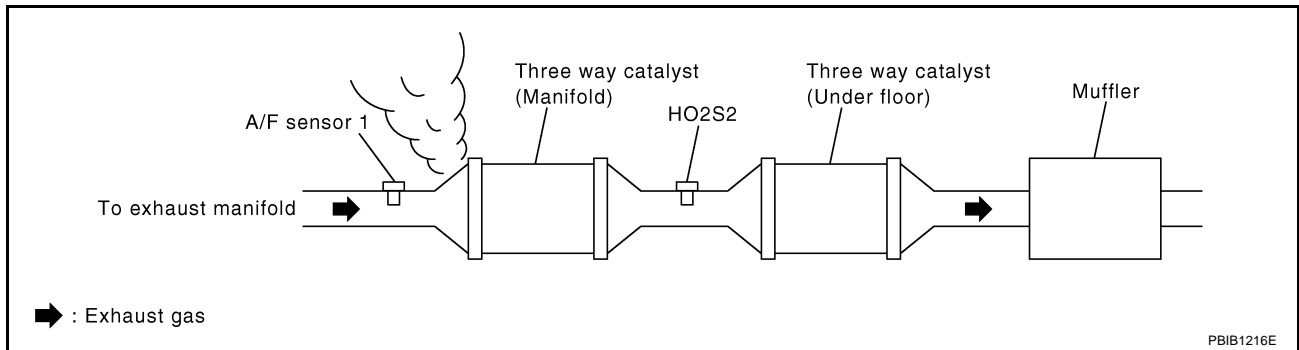 Three way catalyst
(Manifold)
Three way catalyst
(Under floor)
Muffler
A/F sensor 1
HO2S2
To exhaust manifold
: Exhaust gas
PBIB1216E